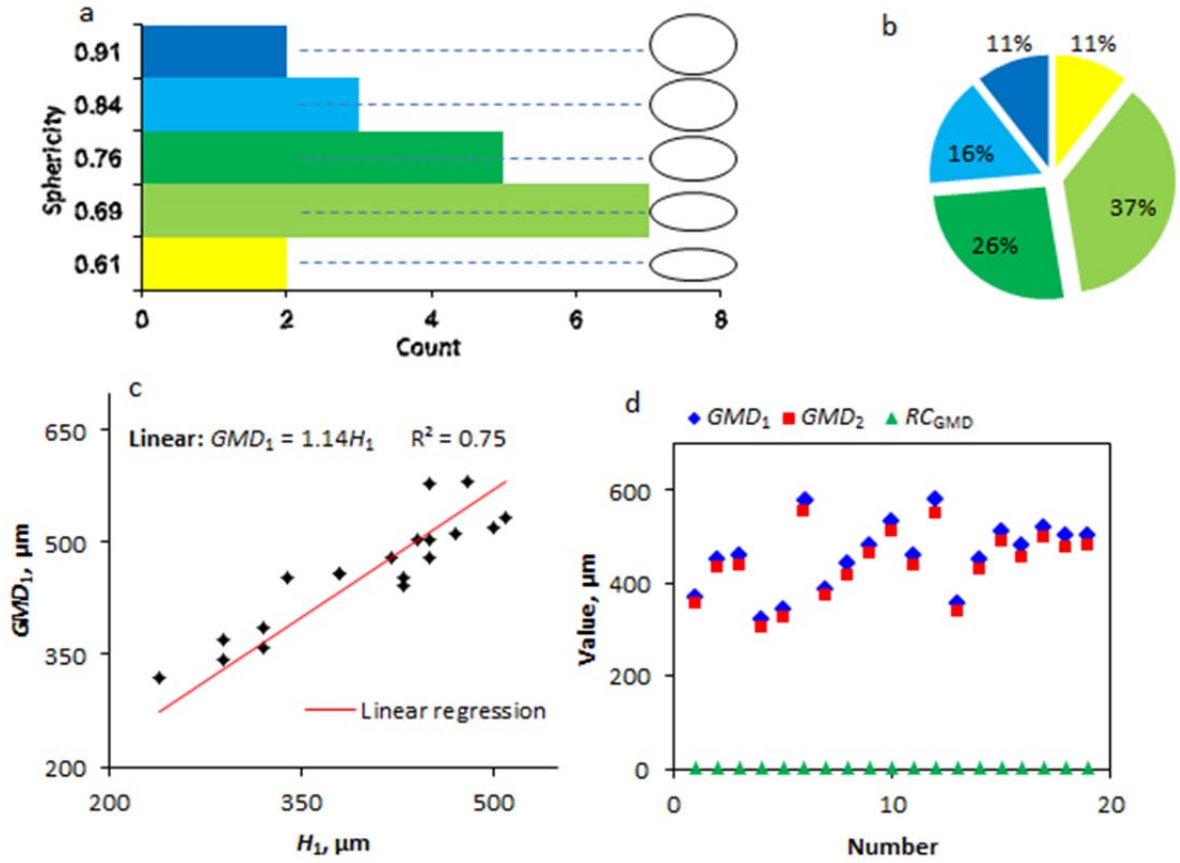 a
0.91
0.84
0.76
0.69
0.61
Sphericity
0 2 4 6 8
Count
b
11% 11%
16%
37%
26%
c
650
500
350
200
GMD₁, µm
Linear: GMD₁ = 1.14H₁ R² = 0.75
Linear regression
200 350 500
H₁, µm
d
GMD₁ GMD₂ RC_GMD
600
400
200
0
Value, µm
0 10 20
Number